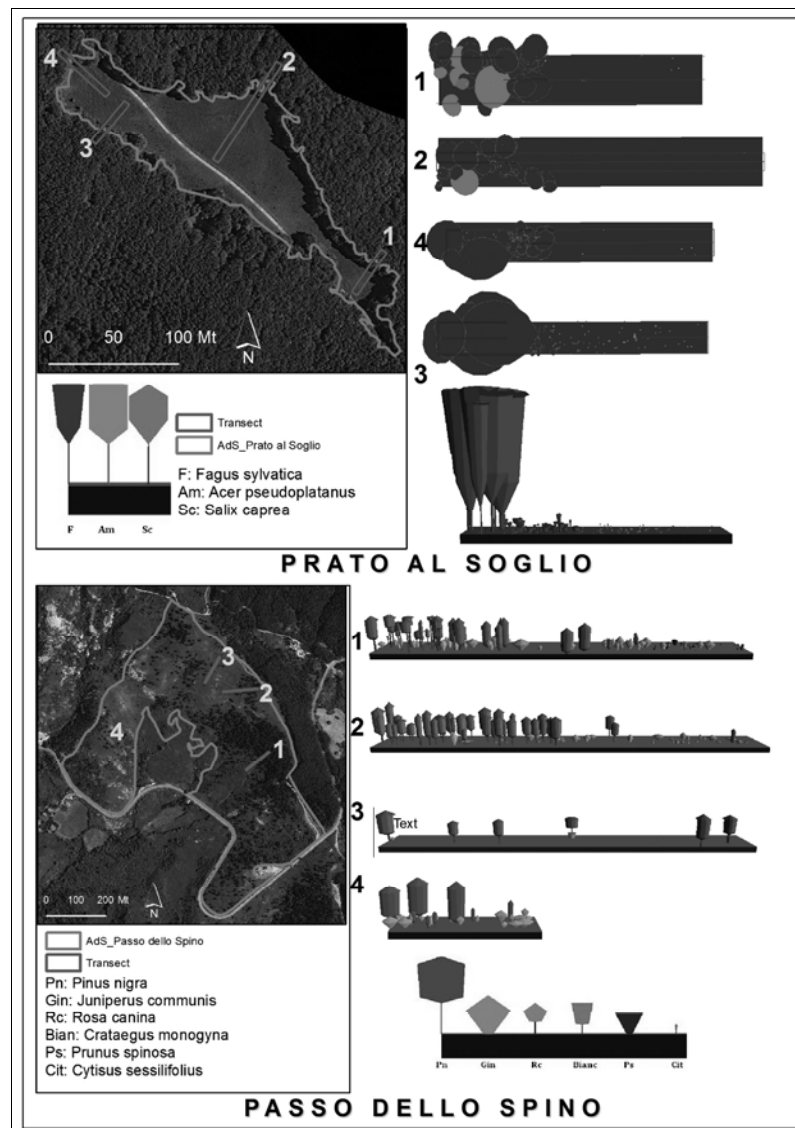 4
2
3
1
0 50 100 Mt
N
Transect
AdS_Prato al Soglio
F: Fagus sylvatica
Am: Acer pseudoplatanus
Sc: Salix caprea
F Am Sc
1
2
4
3
PRATO AL SOGLIO
3
2
4
1
0 100 200 Mt
N
AdS_Passo dello Spino
Transect
Pn: Pinus nigra
Gin: Juniperus communis
Rc: Rosa canina
Bian: Crataegus monogyna
Ps: Prunus spinosa
Cit: Cytisus sessilifolius
1
2
3
Text
4
Pn Gin Rc Bianc Ps Cit
PASSO DELLO SPINO